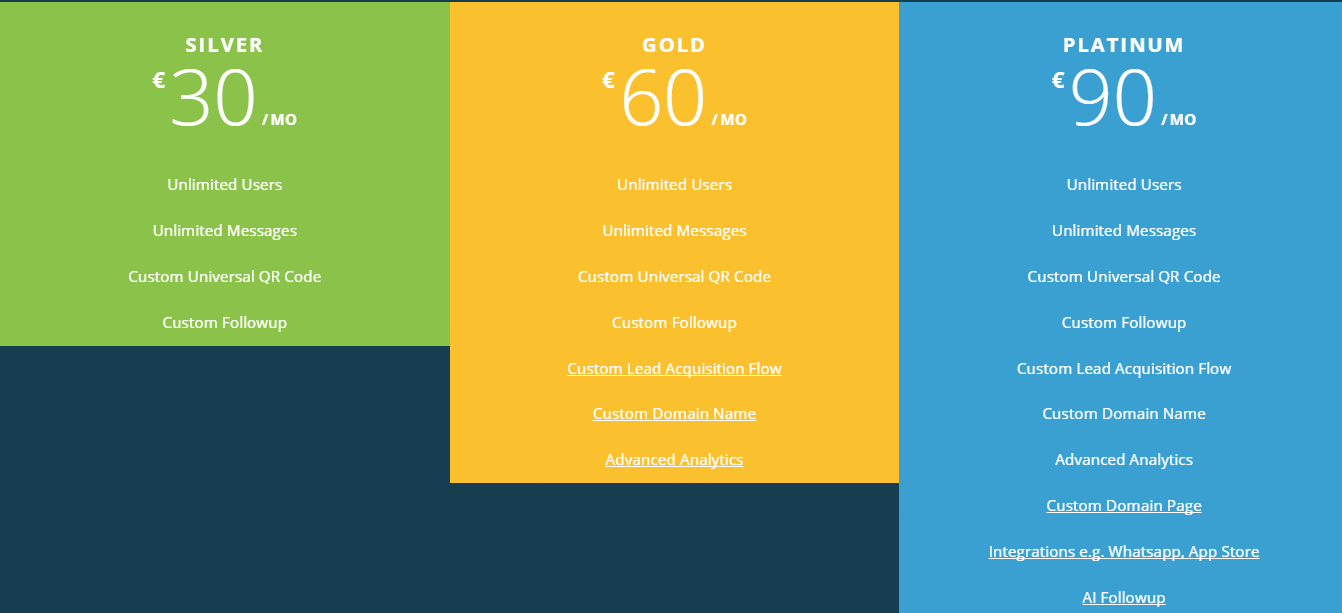 SILVER
€30/MO
Unlimited Users
Unlimited Messages
Custom Universal QR Code
Custom Followup
GOLD
€60/MO
Unlimited Users
Unlimited Messages
Custom Universal QR Code
Custom Followup
Custom Lead Acquisition Flow
Custom Domain Name
Advanced Analytics
PLATINUM
€90/MO
Unlimited Users
Unlimited Messages
Custom Universal QR Code
Custom Followup
Custom Lead Acquisition Flow
Custom Domain Name
Advanced Analytics
Custom Domain Page
Integrations e.g. Whatsapp, App Store
AI Followup